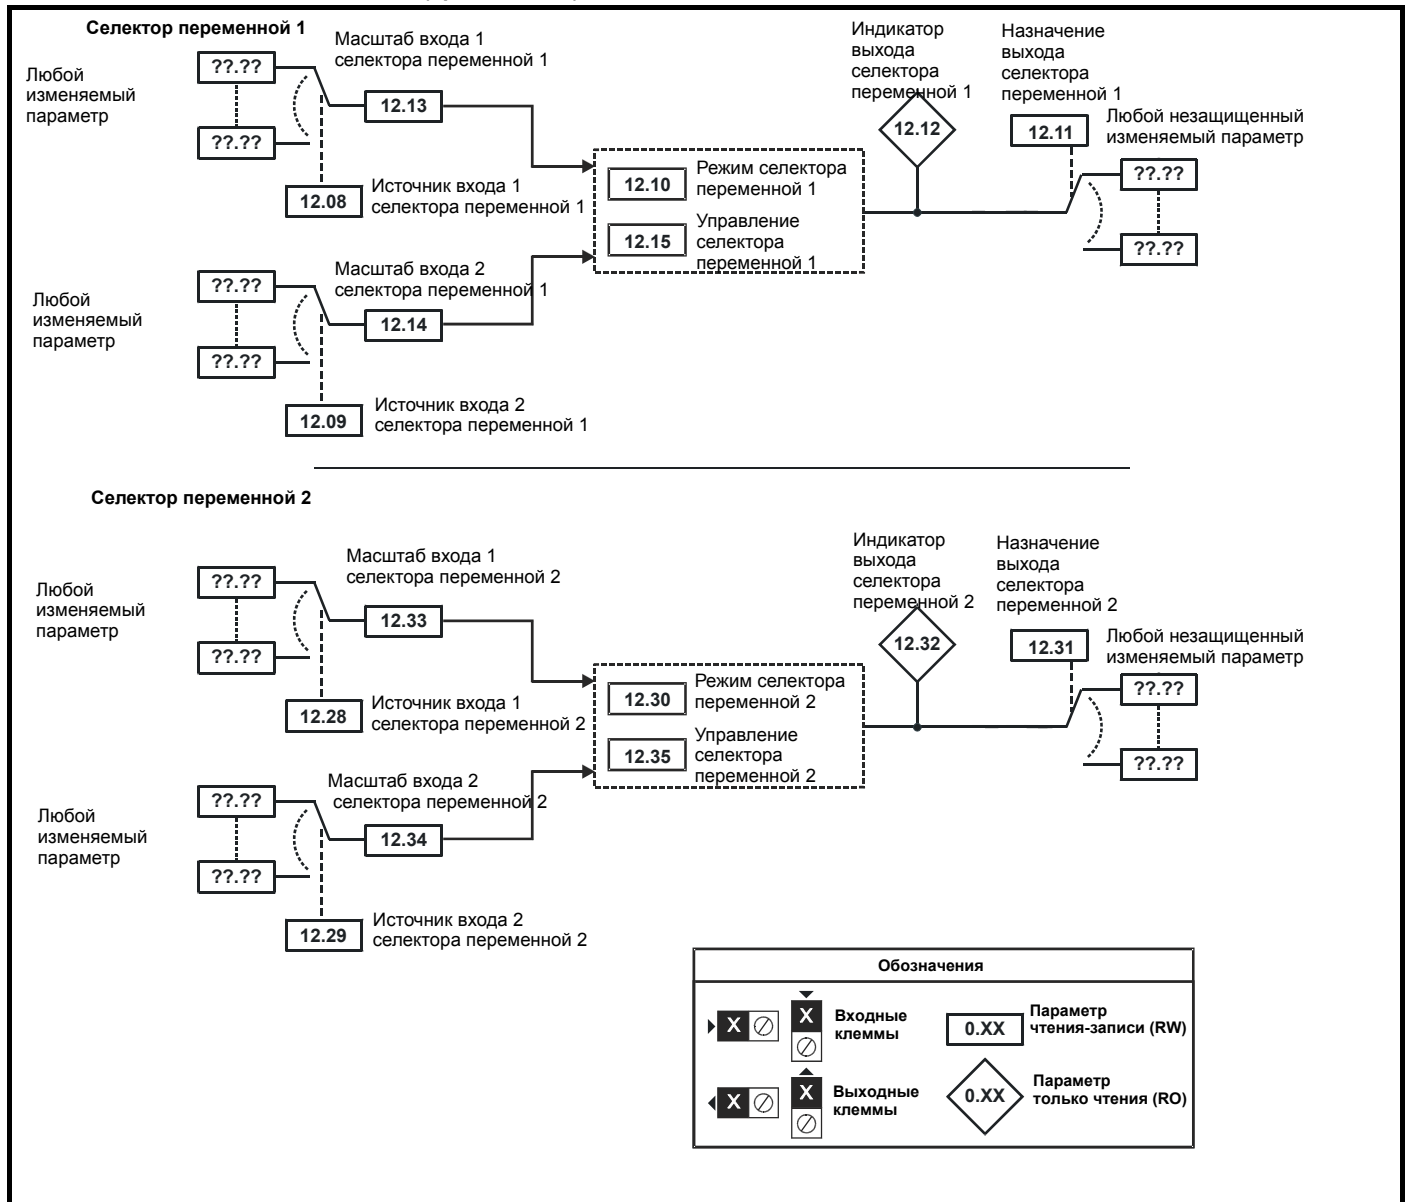 Селектор переменной 1
Любой
изменяемый
параметр
??.??
??.??
Масштаб входа 1
селектора переменной 1
12.13
12.08
Источник входа 1
селектора переменной 1
Любой
изменяемый
параметр
??.??
??.??
Масштаб входа 2
селектора переменной 1
12.14
12.09
Источник входа 2
селектора переменной 1
12.10
Режим селектора
переменной 1
12.15
Управление
селектора
переменной 1
Индикатор
выхода
селектора
переменной 1
12.12
Назначение
выхода
селектора
переменной 1
12.11
Любой незащищенный
изменяемый параметр
??.??
??.??
Селектор переменной 2
Любой
изменяемый
параметр
??.??
??.??
Масштаб входа 1
селектора переменной 2
12.33
12.28
Источник входа 1
селектора переменной 2
Любой
изменяемый
параметр
??.??
??.??
Масштаб входа 2
селектора переменной 2
12.34
12.29
Источник входа 2
селектора переменной 2
12.30
Режим селектора
переменной 2
12.35
Управление
селектора
переменной 2
Индикатор
выхода
селектора
переменной 2
12.32
Назначение
выхода
селектора
переменной 2
12.31
Любой незащищенный
изменяемый параметр
??.??
??.??
Обозначения
X
X
Входные
клеммы
0.XX
Параметр
чтения-записи (RW)
X
X
Выходные
клеммы
0.XX
Параметр
только чтения (RO)